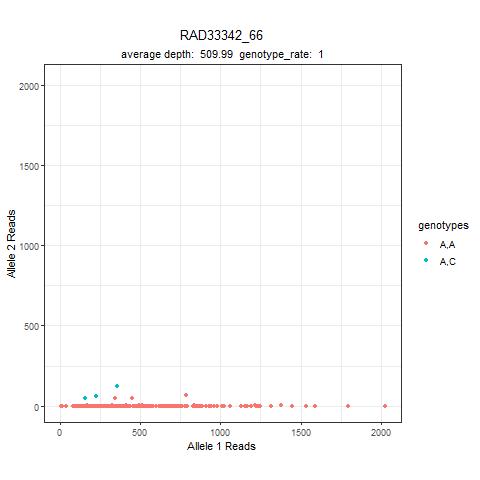 RAD33342_66
average depth:  509.99  genotype_rate:  1
2000
1500
1000
500
0
Allele 2 Reads
0 500 1000 1500 2000
Allele 1 Reads
genotypes
A,A
A,C